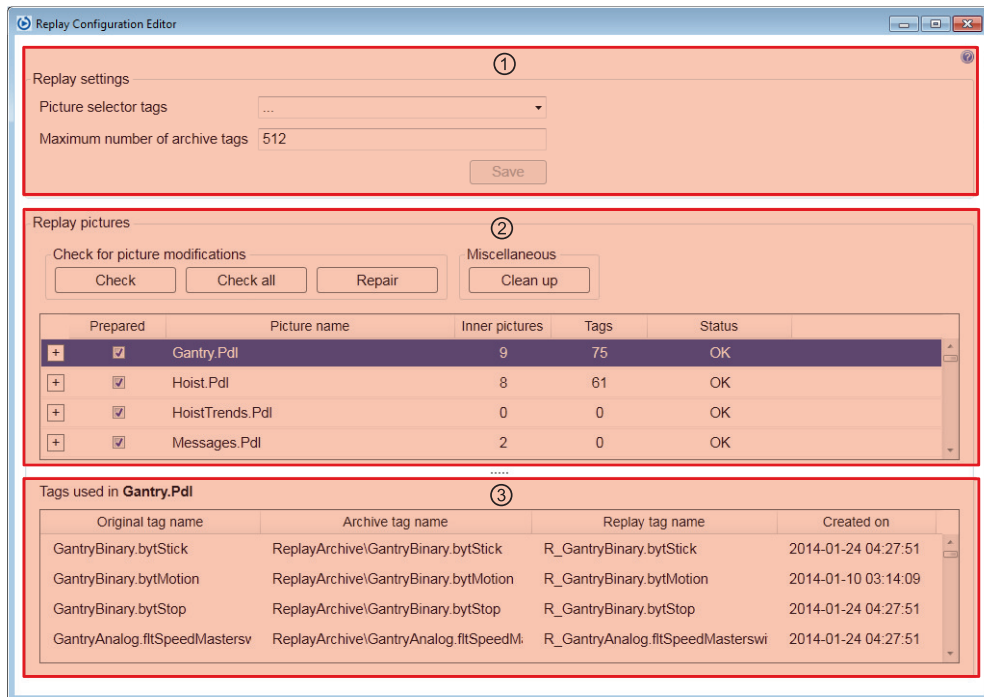 Replay Configuration Editor
①
Replay settings
Picture selector tags ...
Maximum number of archive tags 512
Save
Replay pictures
②
Check for picture modifications Miscellaneous
Check Check all Repair Clean up
Prepared Picture name Inner pictures Tags Status
+ Gantry.Pdl 9 75 OK
+ Hoist.Pdl 8 61 OK
+ HoistTrends.Pdl 0 0 OK
+ Messages.Pdl 2 0 OK
.....
Tags used in Gantry.Pdl
③
Original tag name Archive tag name Replay tag name Created on
GantryBinary.bytStick ReplayArchive\GantryBinary.bytStick R_GantryBinary.bytStick 2014-01-24 04:27:51
GantryBinary.bytMotion ReplayArchive\GantryBinary.bytMotion R_GantryBinary.bytMotion 2014-01-10 03:14:09
GantryBinary.bytStop ReplayArchive\GantryBinary.bytStop R_GantryBinary.bytStop 2014-01-24 04:27:51
GantryAnalog.fltSpeedMastersv ReplayArchive\GantryAnalog.fltSpeedM R_GantryAnalog.fltSpeedMasterswi 2014-01-24 04:27:51